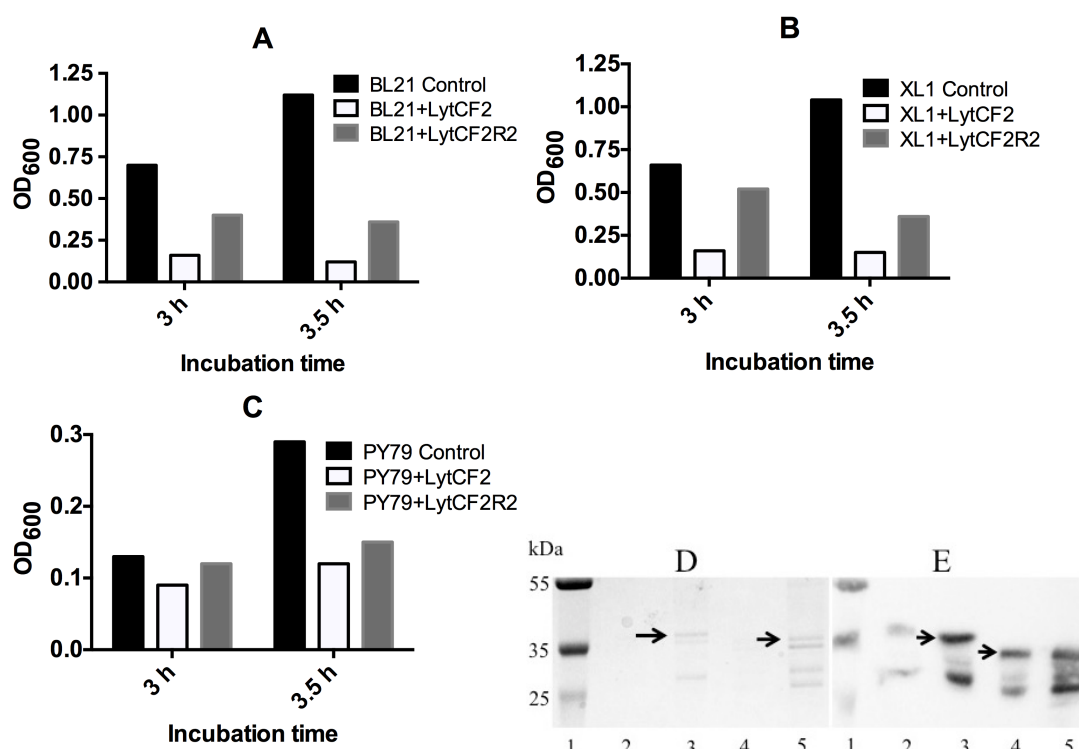 A
1.25
1.00
0.75
0.50
0.25
0.00
OD600
BL21 Control
BL21+LytCF2
BL21+LytCF2R2
3 h
3.5 h
Incubation time
B
1.25
1.00
0.75
0.50
0.25
0.00
OD600
XL1 Control
XL1+LytCF2
XL1+LytCF2R2
3 h
3.5 h
Incubation time
C
0.3
0.2
0.1
0.0
OD600
PY79 Control
PY79+LytCF2
PY79+LytCF2R2
3 h
3.5 h
Incubation time
kDa
D
E
55
35
25
1 2 3 4 5 1 2 3 4 5